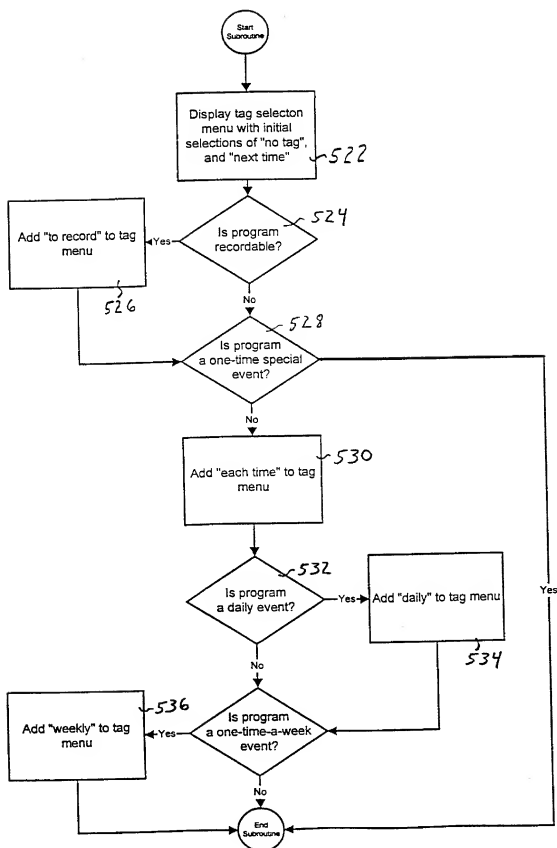 Start
Subroutine
Display tag selecton
menu with initial
selections of "no tag",
and "next time"
522
524
Is program
recordable?
Yes
Add "to record" to tag
menu
526
No
528
Is program
a one-time special
event?
No
530
Add "each time" to tag
menu
532
Is program
a daily event?
Yes
Add "daily" to tag menu
534
Yes
No
536
Add "weekly" to tag
menu
Yes
Is program
a one-time-a-week
event?
No
End
Subroutine